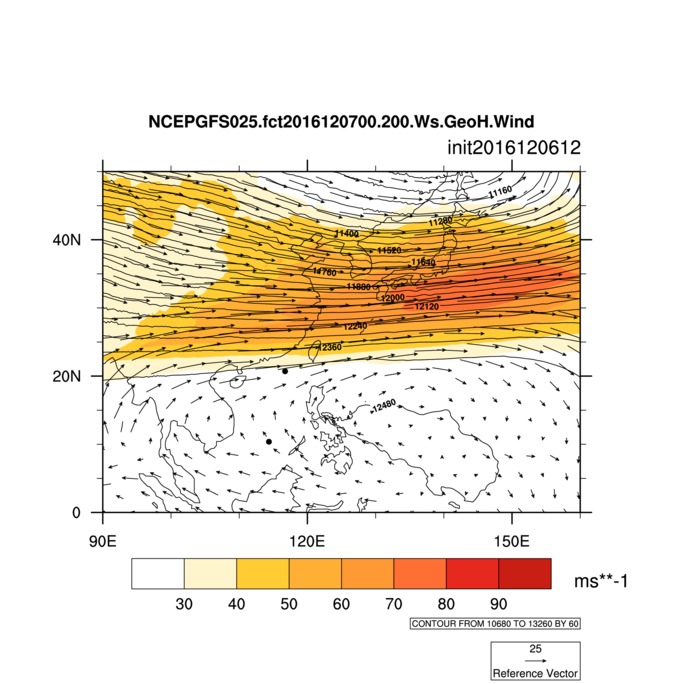 NCEPGFS025.fct2016120700.200.Ws.GeoH.Wind
init2016120612
11160
11280
11400
40N
11520
11640
11760
11880
12000
12120
12240
12360
20N
12480
0
90E 120E 150E
ms**-1
30 40 50 60 70 80 90
CONTOUR FROM 10680 TO 13260 BY 60
25
Reference Vector